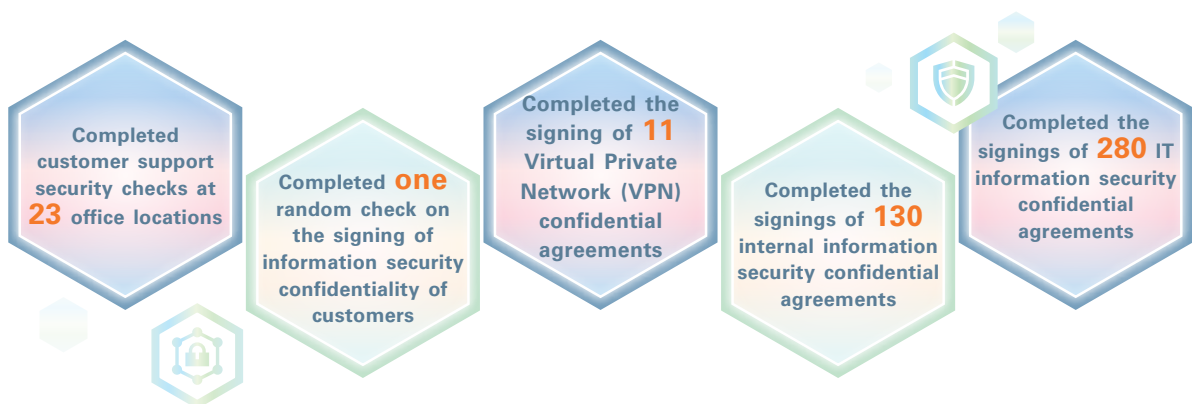 Completed
customer support
security checks at
23 office locations
Completed one
random check on
the signing of
information security
confidentiality of
customers
Completed the
signing of 11
Virtual Private
Network (VPN)
confidential
agreements
Completed the
signings of 130
internal information
security confidential
agreements
Completed the
signings of 280 IT
information security
confidential
agreements